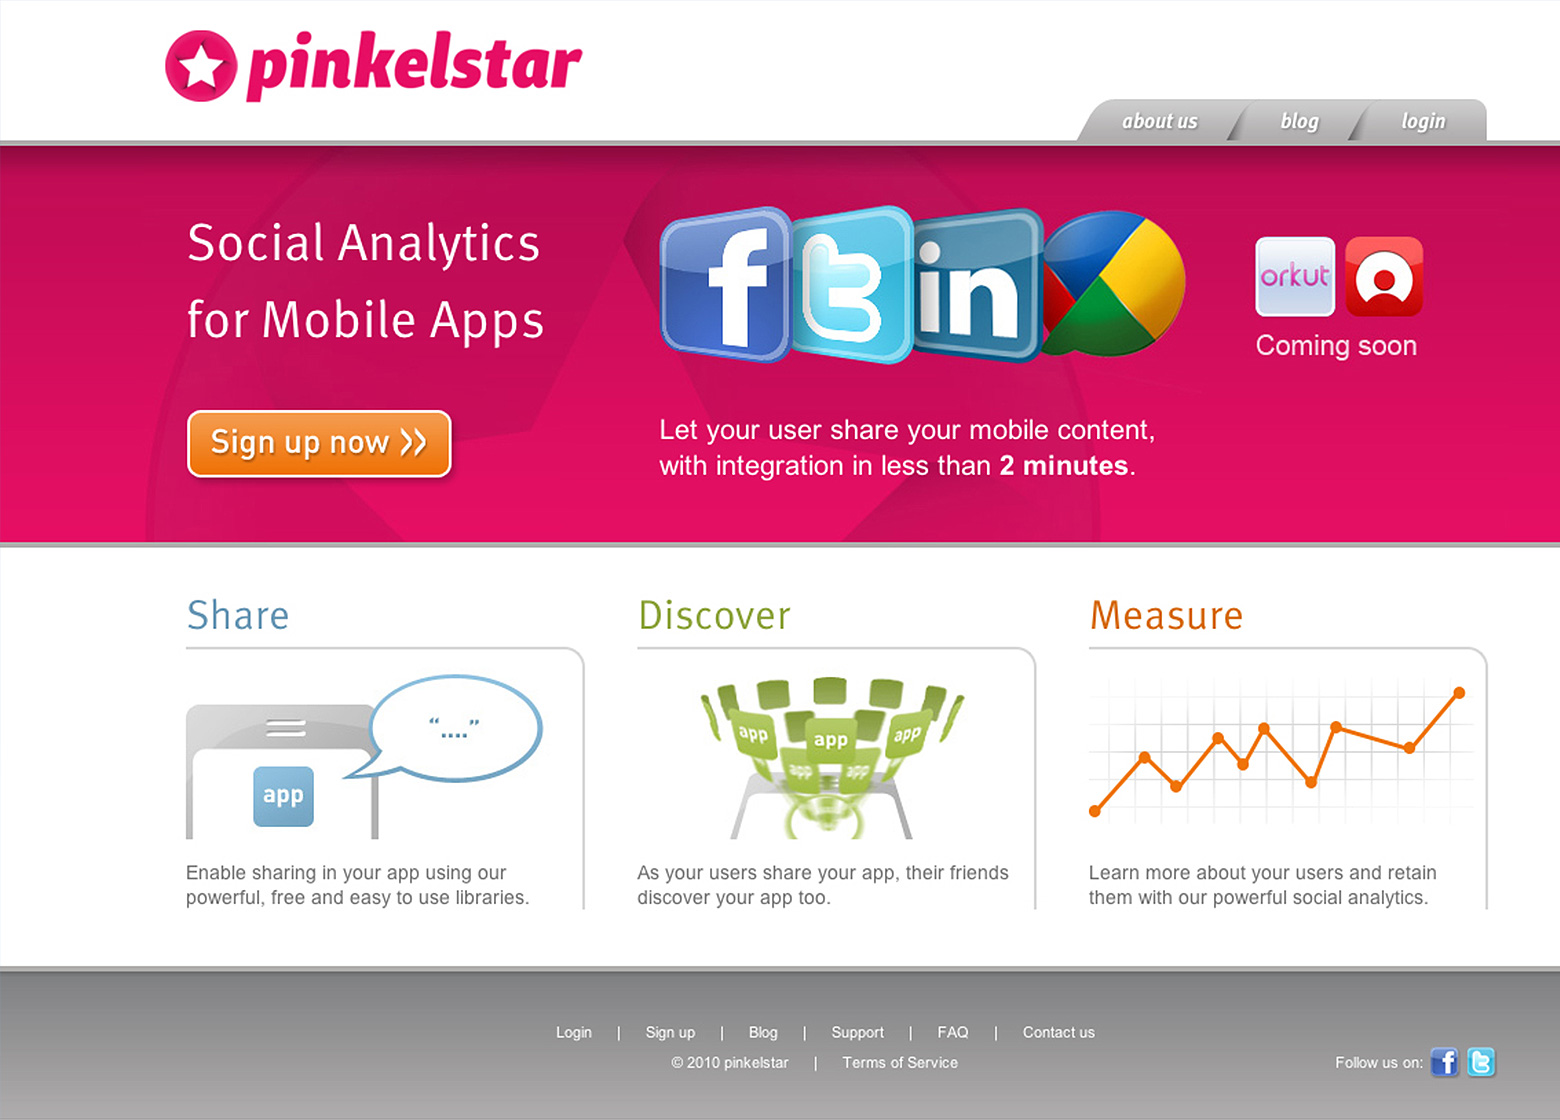 pinkelstar
about us
blog
login
Social Analytics
for Mobile Apps
f
t
in
orkut
Coming soon
Sign up now »
Let your user share your mobile content,
with integration in less than 2 minutes.
Share
Discover
Measure
“....”
app
app
app
app
app
app
Enable sharing in your app using our
powerful, free and easy to use libraries.
As your users share your app, their friends
discover your app too.
Learn more about your users and retain
them with our powerful social analytics.
Login | Sign up | Blog | Support | FAQ | Contact us
© 2010 pinkelstar | Terms of Service
Follow us on: f t